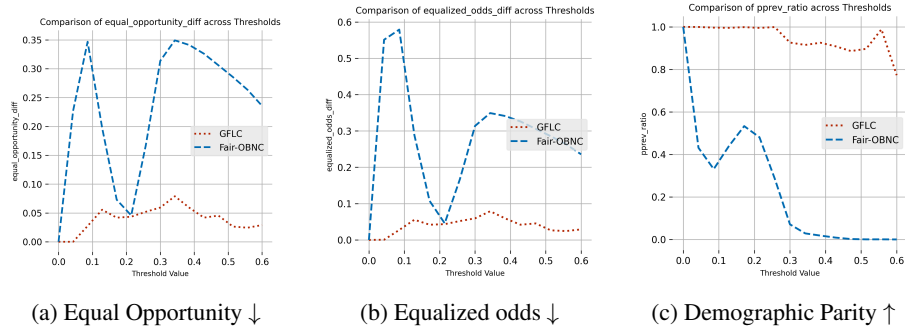 Comparison of equal_opportunity_diff across Thresholds
equal_opportunity_diff
0.35
0.30
0.25
0.20
0.15
0.10
0.05
0.00
GFLC
Fair-OBNC
0.0 0.1 0.2 0.3 0.4 0.5 0.6
Threshold Value
(a) Equal Opportunity ↓
Comparison of equalized_odds_diff across Thresholds
equalized_odds_diff
0.6
0.5
0.4
0.3
0.2
0.1
0.0
GFLC
Fair-OBNC
0.0 0.1 0.2 0.3 0.4 0.5 0.6
Threshold Value
(b) Equalized odds ↓
Comparison of pprev_ratio across Thresholds
pprev_ratio
1.0
0.8
0.6
0.4
0.2
0.0
GFLC
Fair-OBNC
0.0 0.1 0.2 0.3 0.4 0.5 0.6
Threshold Value
(c) Demographic Parity ↑